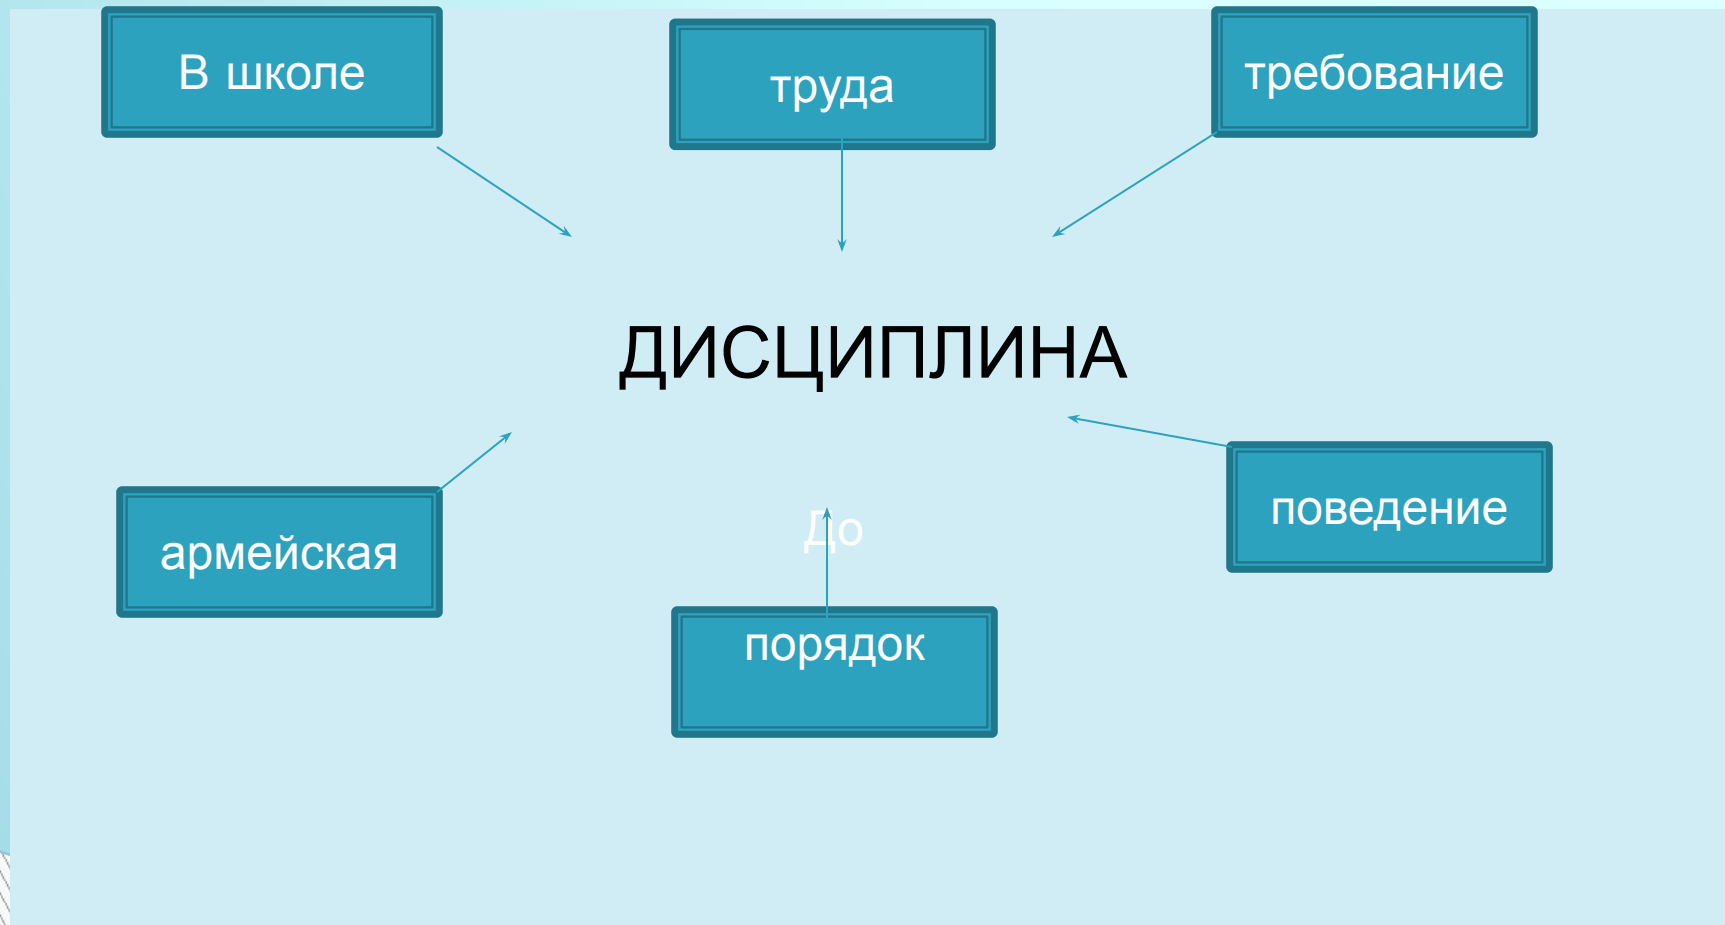 В школе
труда
требование
ДИСЦИПЛИНА
армейская
До
поведение
порядок